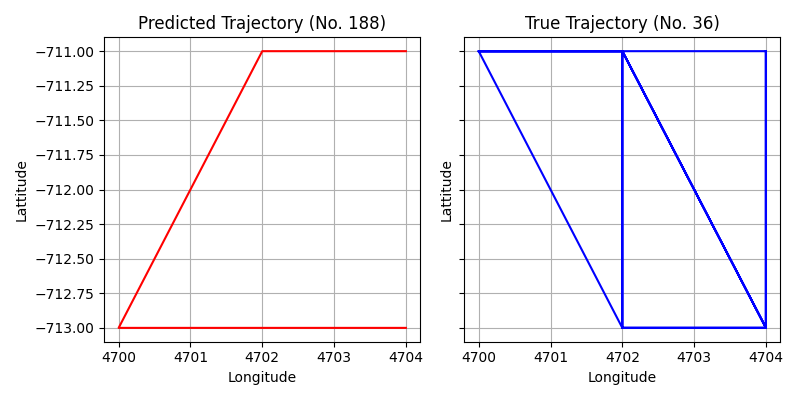 Predicted Trajectory (No. 188)
True Trajectory (No. 36)
Lattitude
−711.00
−711.25
−711.50
−711.75
−712.00
−712.25
−712.50
−712.75
−713.00
4700 4701 4702 4703 4704
Longitude
Lattitude
4700 4701 4702 4703 4704
Longitude